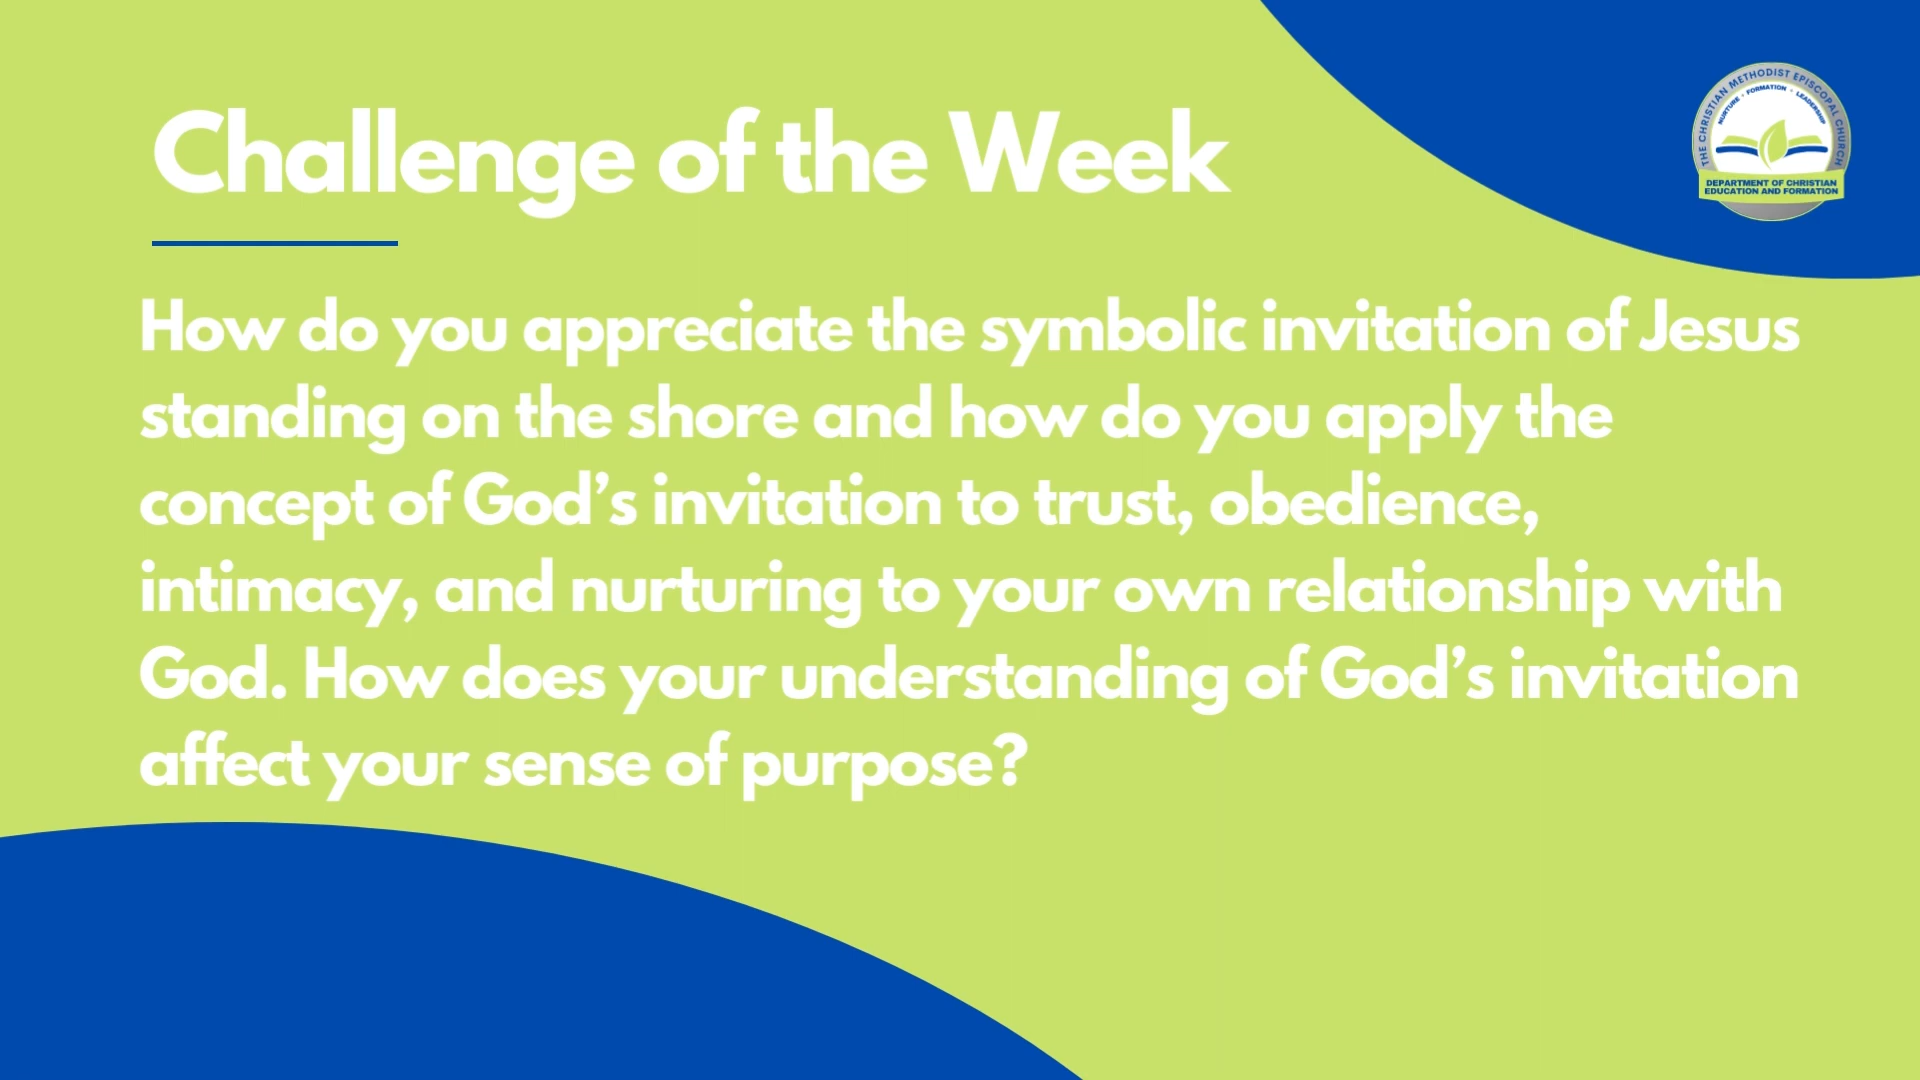 Challenge of the Week
THE CHRISTIAN METHODIST EPISCOPAL CHURCH
NURTURE • FORMATION • LEADERSHIP
DEPARTMENT OF CHRISTIAN
EDUCATION AND FORMATION
How do you appreciate the symbolic invitation of Jesus
standing on the shore and how do you apply the
concept of God’s invitation to trust, obedience,
intimacy, and nurturing to your own relationship with
God. How does your understanding of God’s invitation
affect your sense of purpose?